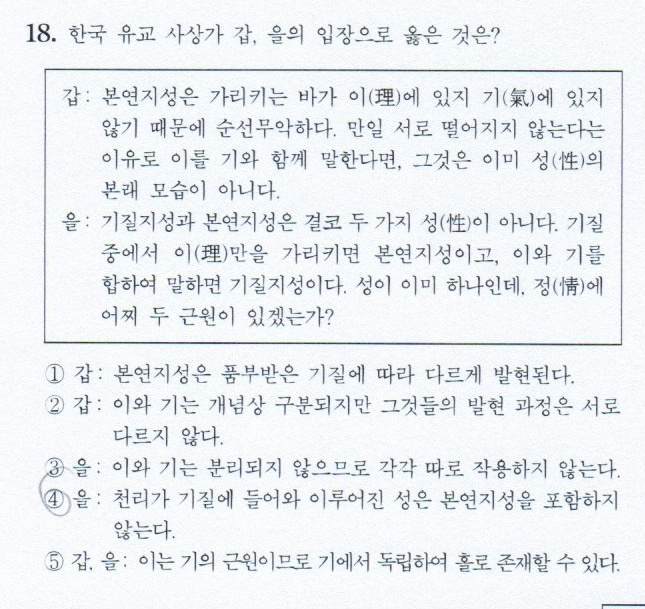 18. 한국 유교 사상가 갑, 을의 입장으로 옳은 것은?
갑: 본연지성은 가리키는 바가 이(理)에 있지 기(氣)에 있지
않기 때문에 순선무악하다. 만일 서로 떨어지지 않는다는
이유로 이를 기와 함께 말한다면, 그것은 이미 성(性)의
본래 모습이 아니다.
을: 기질지성과 본연지성은 결코 두 가지 성(性)이 아니다. 기질
중에서 이(理)만을 가리키면 본연지성이고, 이와 기를
합하여 말하면 기질지성이다. 성이 이미 하나인데, 정(情)에
어찌 두 근원이 있겠는가?
① 갑: 본연지성은 품부받은 기질에 따라 다르게 발현된다.
② 갑: 이와 기는 개념상 구분되지만 그것들의 발현 과정은 서로
다르지 않다.
③ 을: 이와 기는 분리되지 않으므로 각각 따로 작용하지 않는다.
④ 을: 천리가 기질에 들어와 이루어진 성은 본연지성을 포함하지
않는다.
⑤ 갑, 을: 이는 기의 근원이므로 기에서 독립하여 홀로 존재할 수 있다.